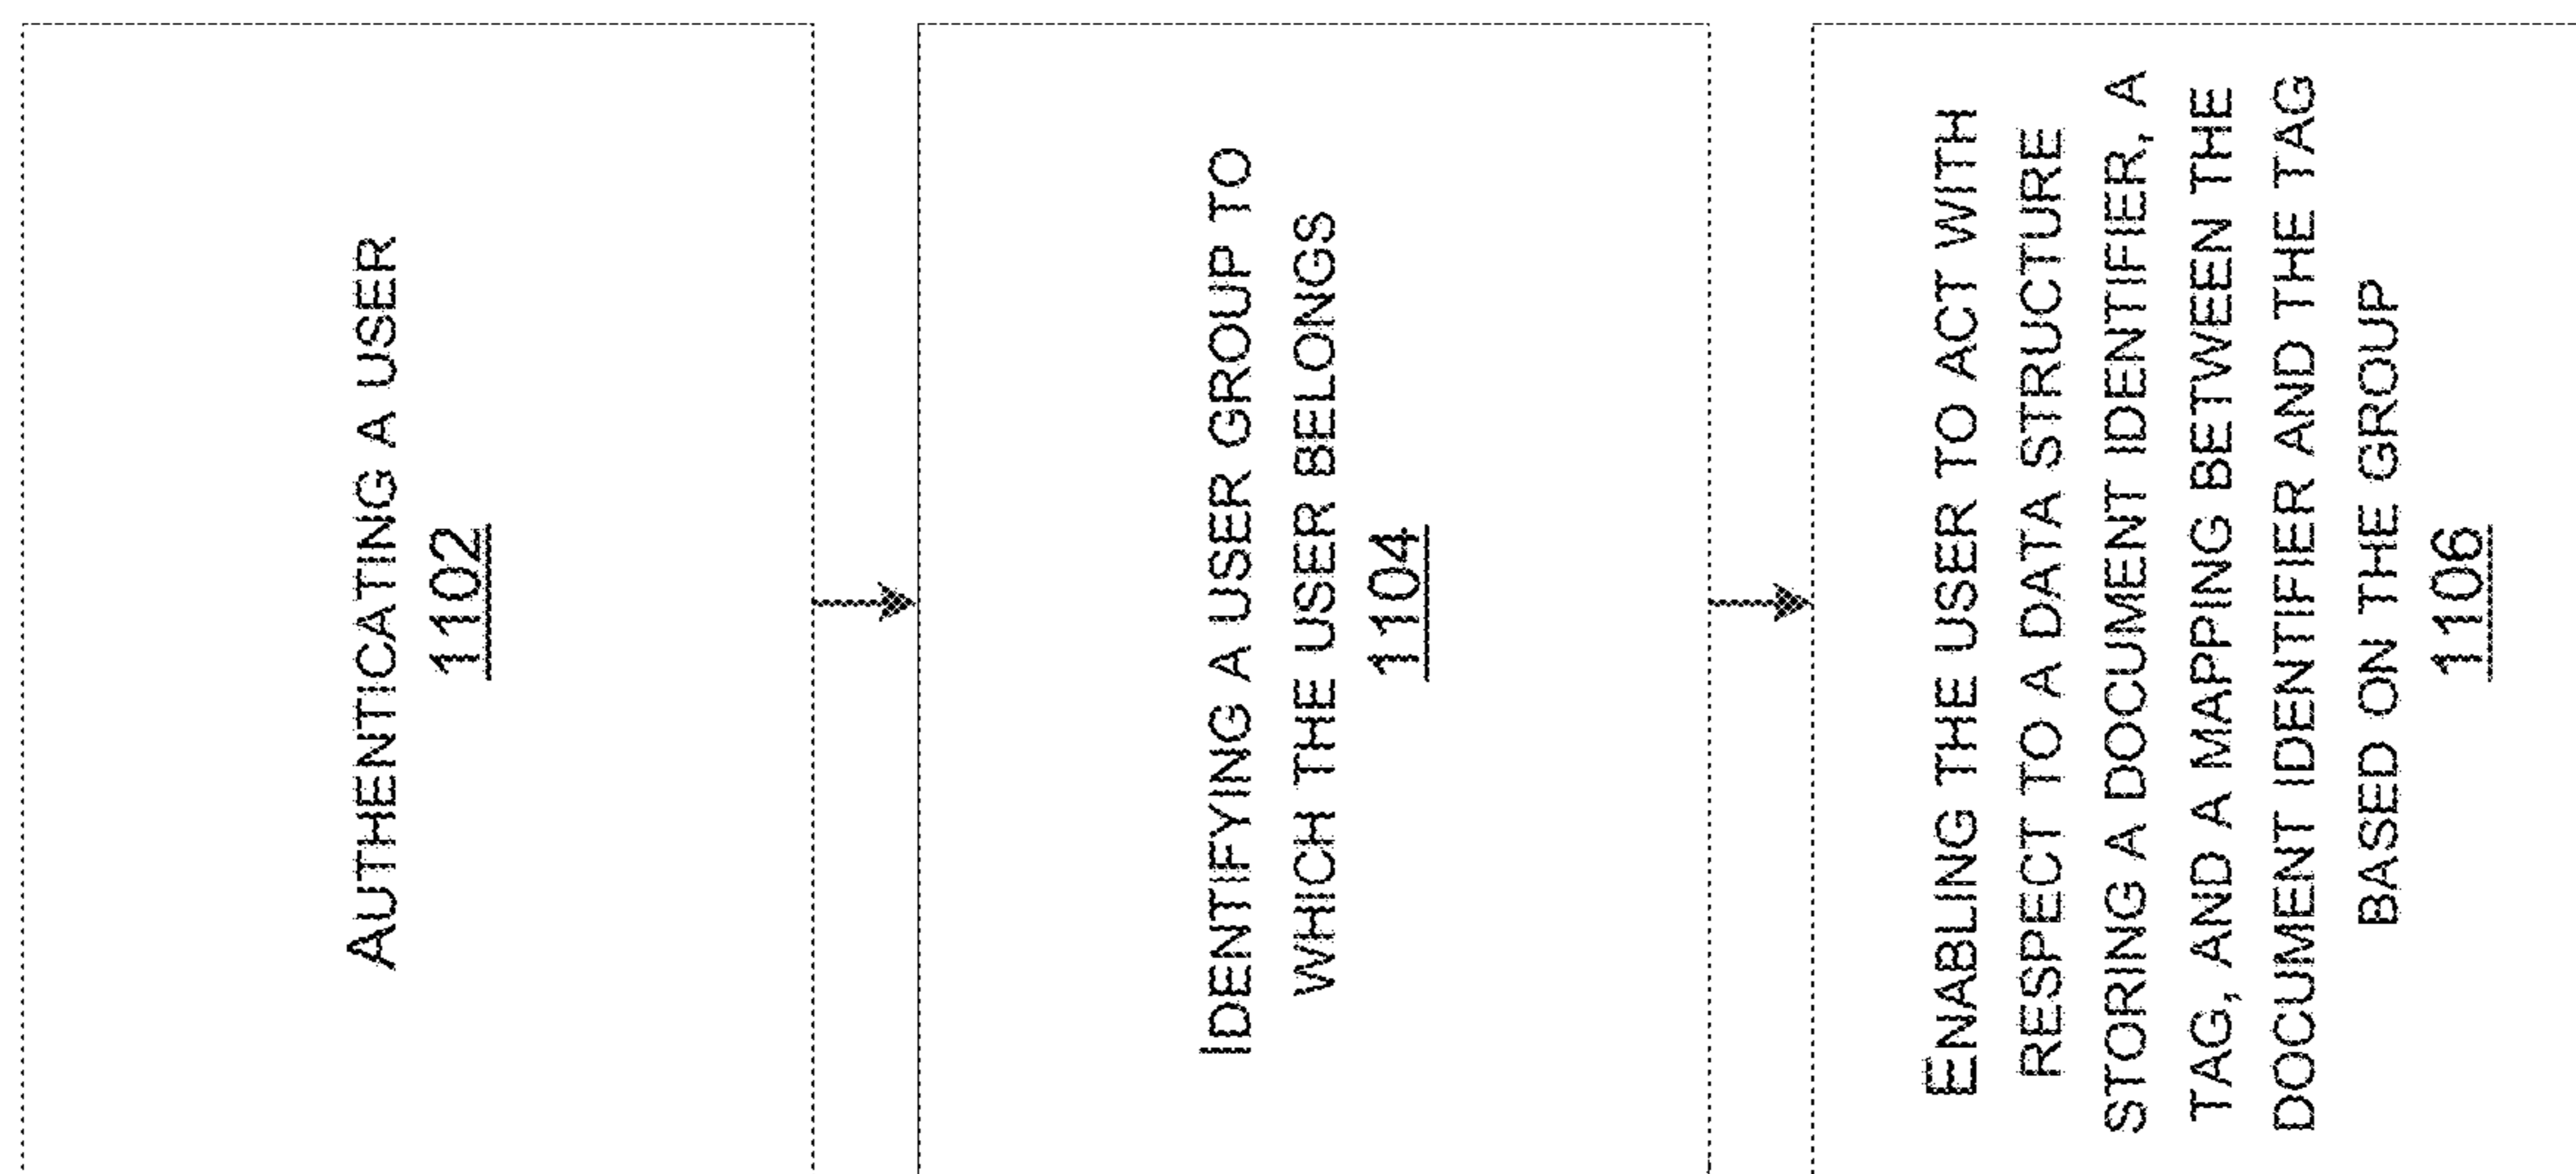 AUTHENTICATING A USER
1102
IDENTIFYING A USER GROUP TO
WHICH THE USER BELONGS
1104
ENABLING THE USER TO ACT WITH
RESPECT TO A DATA STRUCTURE
STORING A DOCUMENT IDENTIFIER, A
TAG, AND A MAPPING BETWEEN THE
DOCUMENT IDENTIFIER AND THE TAG
BASED ON THE GROUP
1106